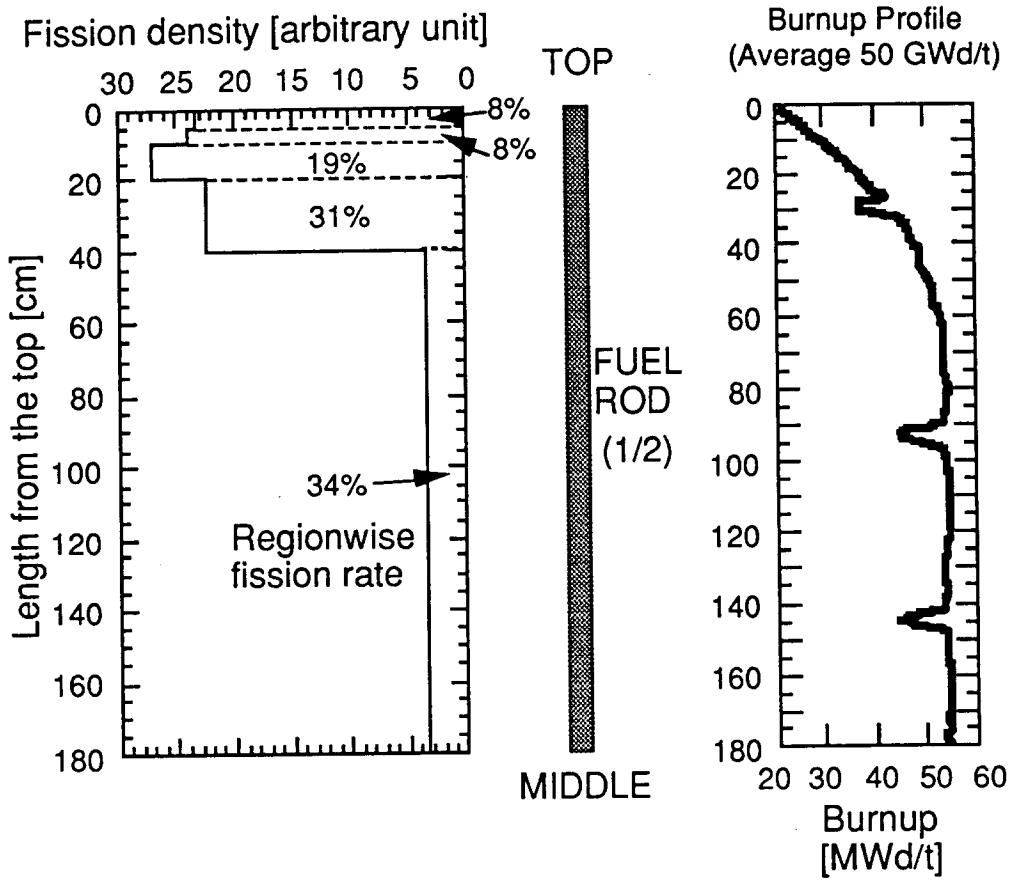 Fission density [arbitrary unit]
30 25 20 15 10 5 0
0
20
40
60
80
100
120
140
160
180
Length from the top [cm]
8%
8%
19%
31%
34%
Regionwise
fission rate
TOP
FUEL
ROD
(1/2)
MIDDLE
Burnup Profile
(Average 50 GWd/t)
0
20
40
60
80
100
120
140
160
180
20 30 40 50 60
Burnup
[MWd/t]